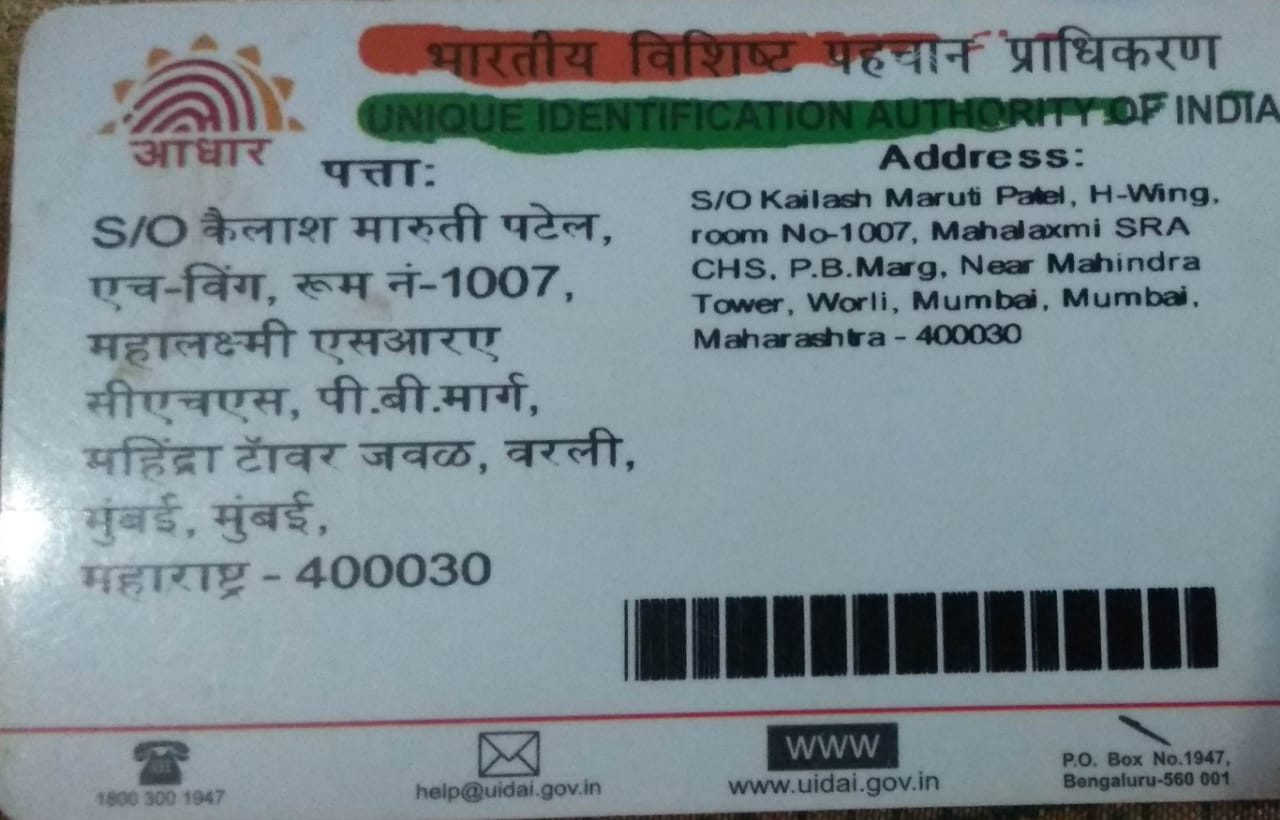 भारतीय विशिष्ट पहचान प्राधिकरण
UNIQUE IDENTIFICATION AUTHORITY OF INDIA
आधार
पत्ता:
S/O कैलाश मारुती पटेल,
एच-विंग, रूम नं-1007,
महालक्ष्मी एसआरए
सीएचएस, पी.बी.मार्ग,
महिंद्रा टॅावर जवळ, वरली,
मुंबई, मुंबई,
महाराष्ट्र - 400030
Address:
S/O Kailash Maruti Patel, H-Wing,
room No-1007, Mahalaxmi SRA
CHS, P.B.Marg, Near Mahindra
Tower, Worli, Mumbai, Mumbai,
Maharashtra - 400030
1800 300 1947
help@uidai.gov.in
WWW
www.uidai.gov.in
P.O. Box No.1947,
Bengaluru-560 001